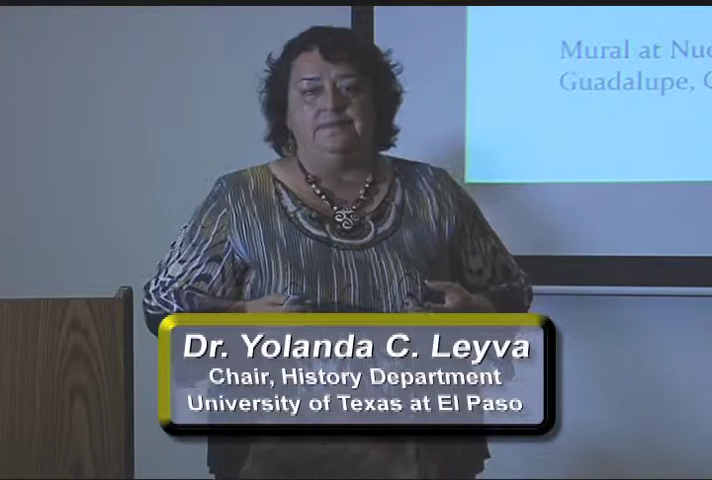 Mural at
Guadalupe,
Dr. Yolanda C. Leyva
Chair, History Department
University of Texas at El Paso